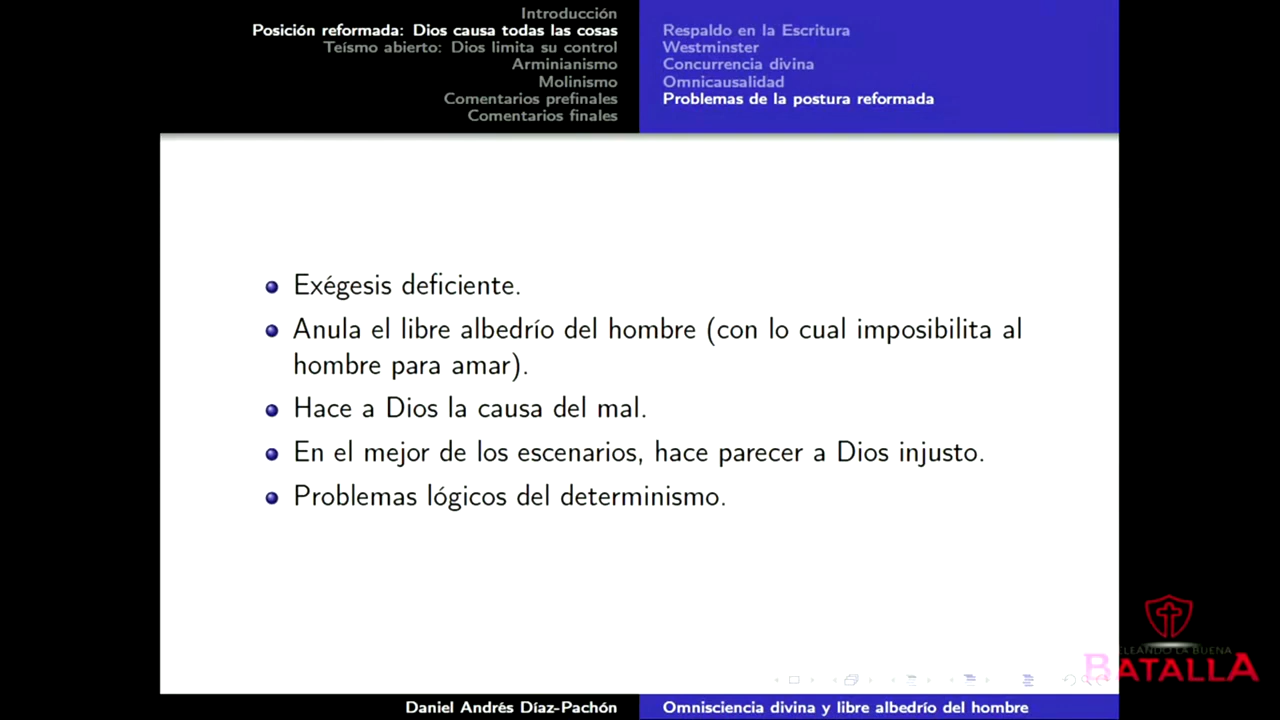 Introducción
Posición reformada: Dios causa todas las cosas
Teísmo abierto: Dios limita su control
Arminianismo
Molinismo
Comentarios prefinales
Comentarios finales
Respaldo en la Escritura
Westminster
Concurrencia divina
Omnicausalidad
Problemas de la postura reformada
Exégesis deficiente.
Anula el libre albedrío del hombre (con lo cual imposibilita al
hombre para amar).
Hace a Dios la causa del mal.
En el mejor de los escenarios, hace parecer a Dios injusto.
Problemas lógicos del determinismo.
LA BUENA
BATALLA
Daniel Andrés Díaz-Pachón
Omnisciencia divina y libre albedrío del hombre